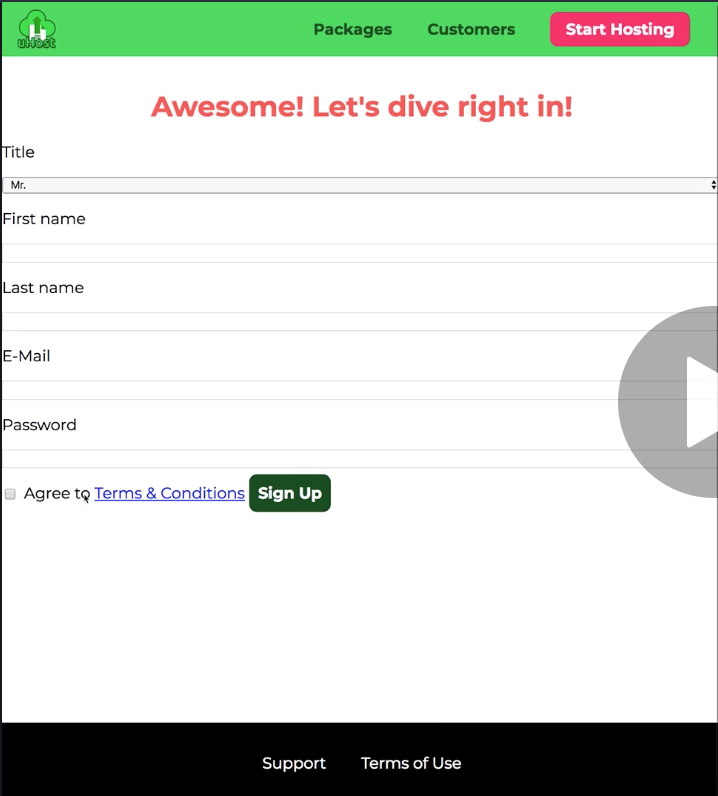 uHost
Packages Customers Start Hosting
Awesome! Let's dive right in!
Title
Mr.
First name
Last name
E-Mail
Password
Agree to Terms & Conditions Sign Up
Support Terms of Use